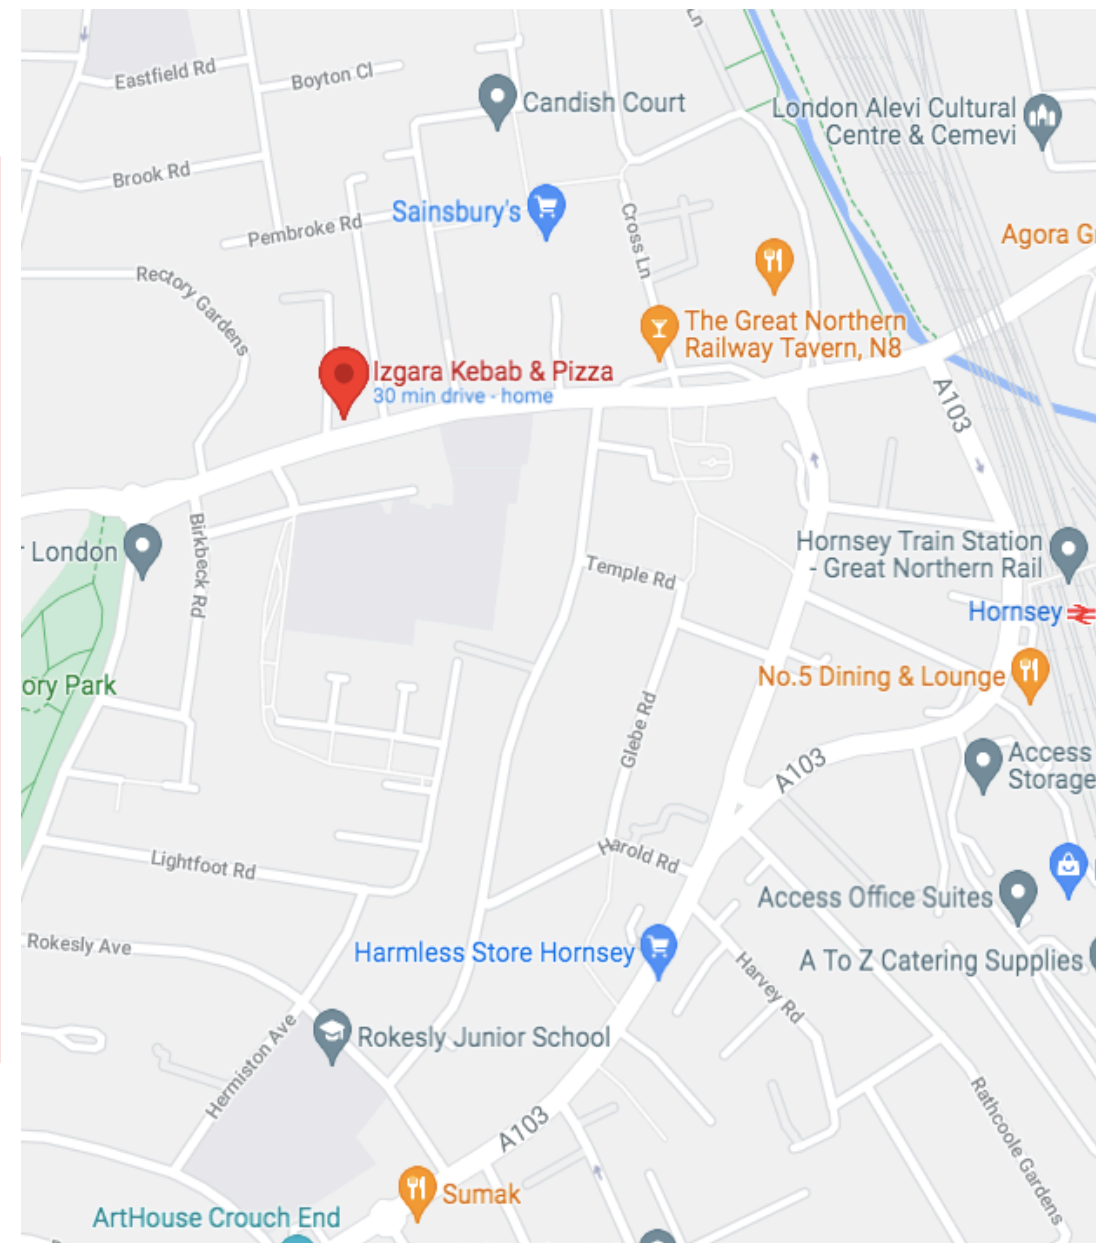 Ln
Eastfield Rd
Boyton Cl
Candish Court
London Alevi Cultural
Centre & Cemevi
Brook Rd
Sainsbury's
Pembroke Rd
Cross Ln
Agora G
Rectory Gardens
The Great Northern
Railway Tavern, N8
Izgara Kebab & Pizza
30 min drive - home
A103
London
Birkbeck Rd
Hornsey Train Station
- Great Northern Rail
Temple Rd
Hornsey
ory Park
No.5 Dining & Lounge
Glebe Rd
A103
Access
Storage
Harold Rd
Lightfoot Rd
Access Office Suites
Rokesly Ave
Harmless Store Hornsey
A To Z Catering Supplies
Harvey Rd
Rokesly Junior School
Hermiston Ave
A103
Rathcoole Gardens
Sumak
ArtHouse Crouch End